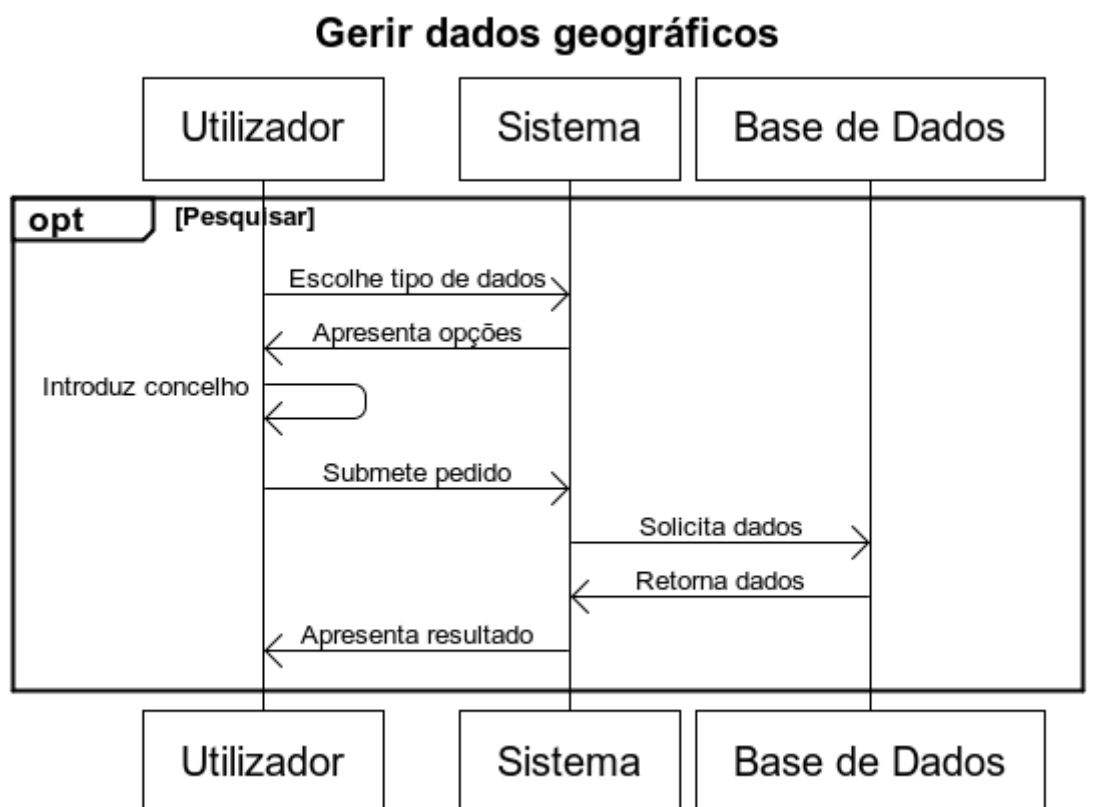 Gerir dados geográficos
Utilizador
Sistema
Base de Dados
opt
[Pesquisar]
Escolhe tipo de dados
Apresenta opções
Introduz concelho
Submete pedido
Solicita dados
Retorna dados
Apresenta resultado
Utilizador
Sistema
Base de Dados